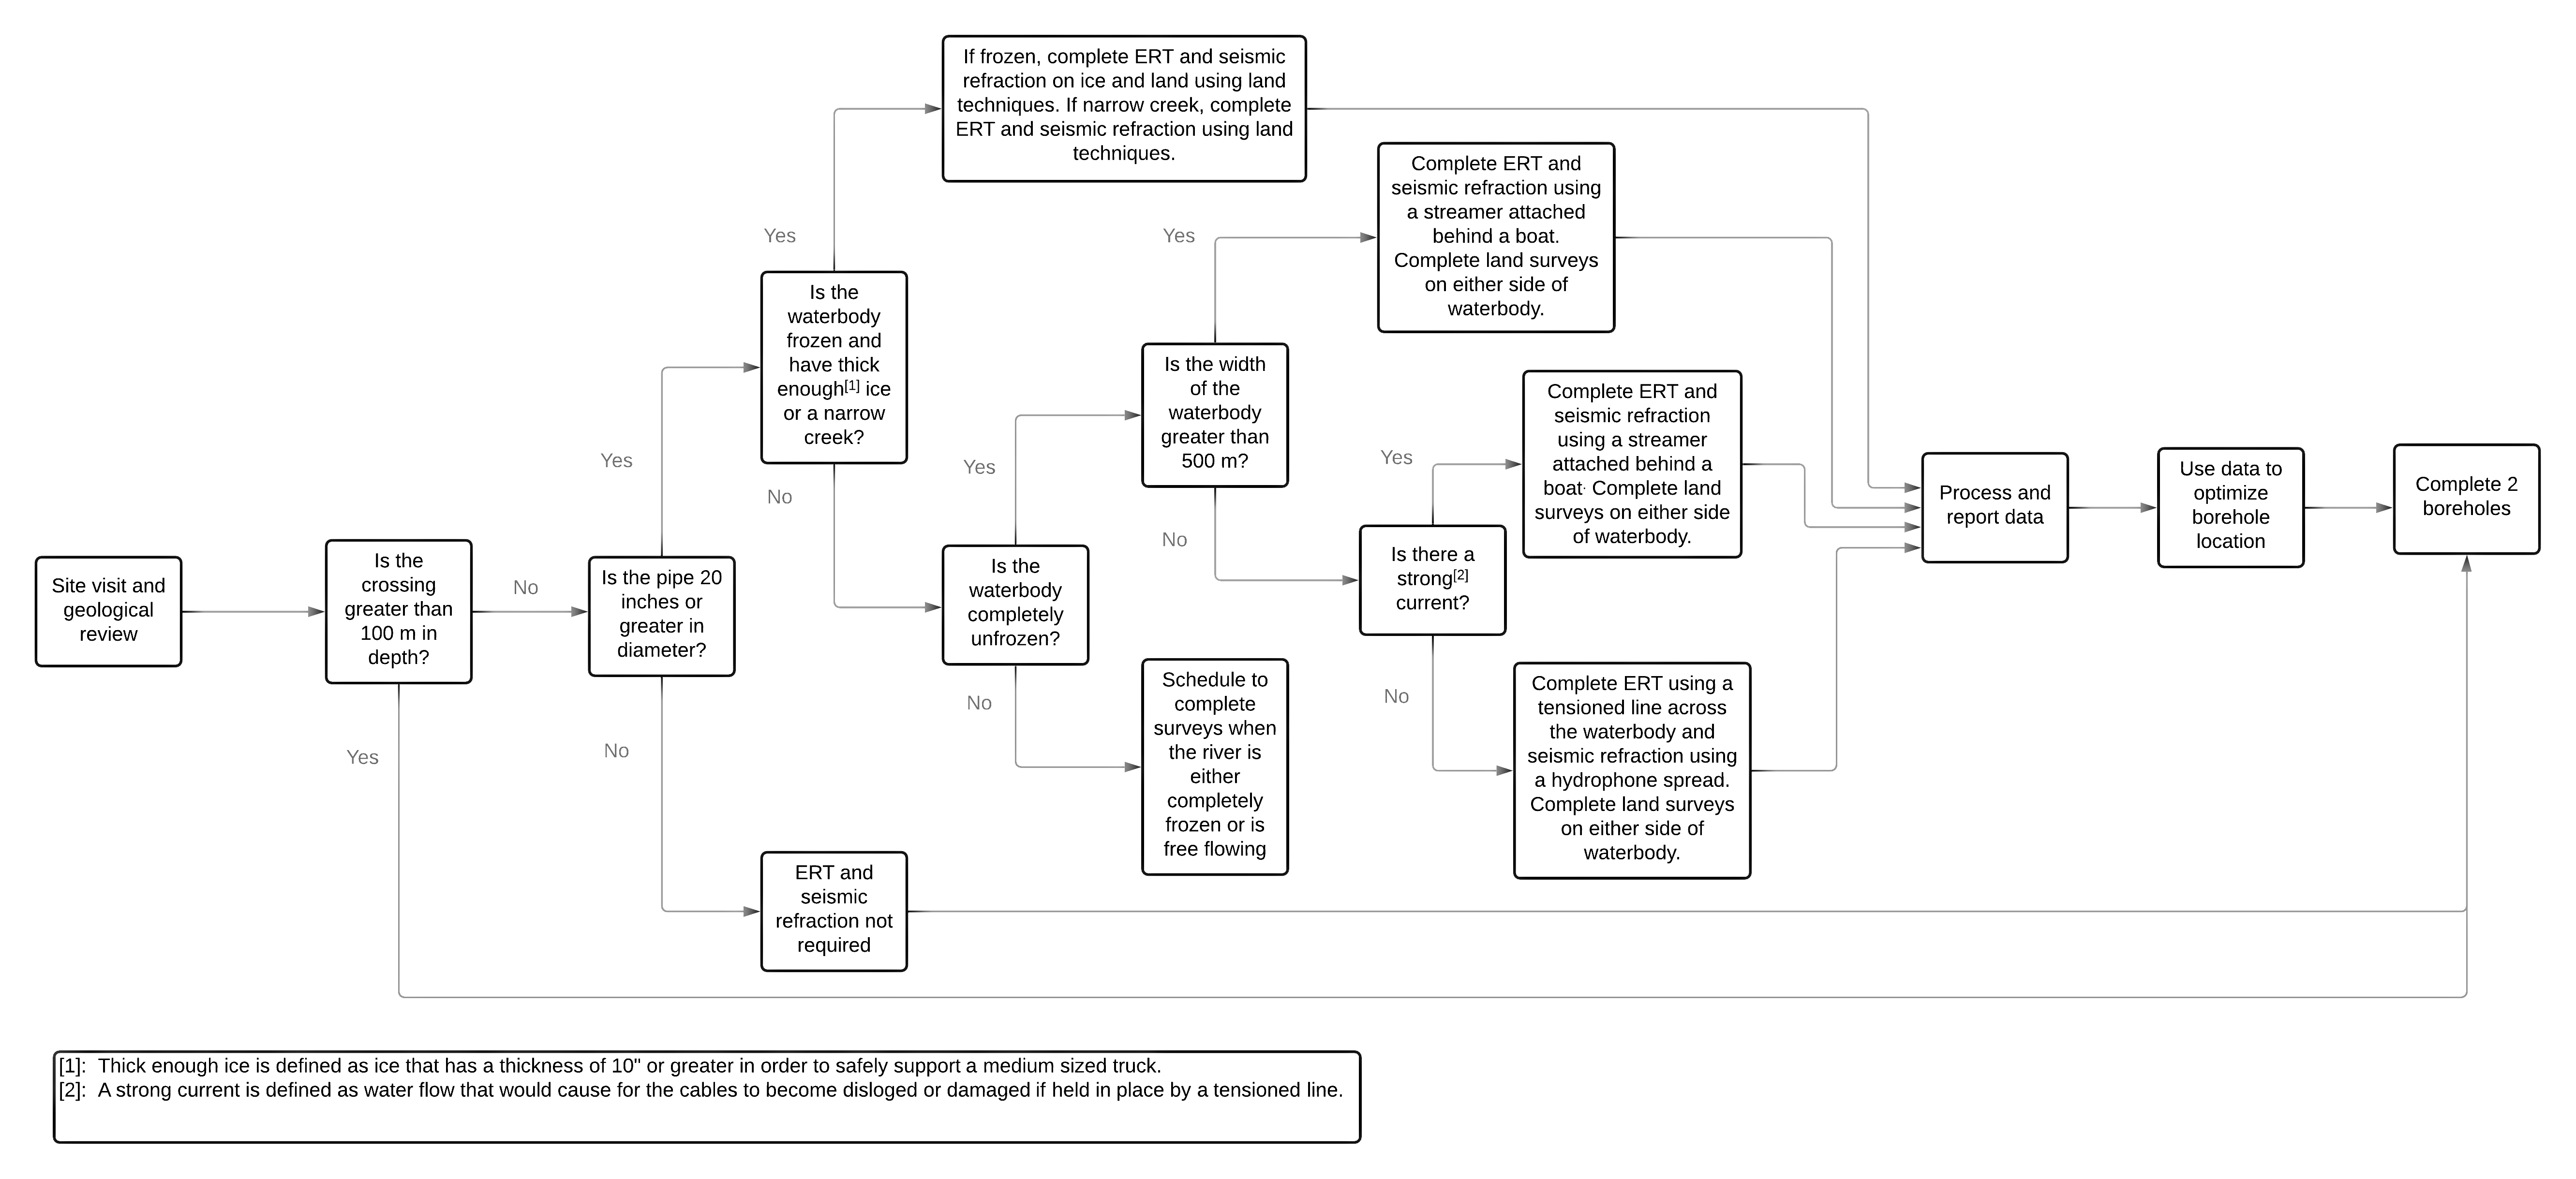 If frozen, complete ERT and seismic
refraction on ice and land using land
techniques. If narrow creek, complete
ERT and seismic refraction using land
techniques.
Complete ERT and
seismic refraction using
a streamer attached
behind a boat.
Complete land surveys
on either side of
waterbody.
Yes
Yes
Is the
waterbody
frozen and
have thick
enough[1] ice
or a narrow
creek?
Is the width
of the
waterbody
greater than
500 m?
Complete ERT and
seismic refraction
using a streamer
attached behind a
boat. Complete land
surveys on either side
of waterbody.
Yes
Yes
Yes
No
No
Process and
report data
Use data to
optimize
borehole
location
Complete 2
boreholes
Site visit and
geological
review
Is the
crossing
greater than
100 m in
depth?
No
Is the pipe 20
inches or
greater in
diameter?
Is the
waterbody
completely
unfrozen?
Is there a
strong[2]
current?
Schedule to
complete
surveys when
the river is
either
completely
frozen or is
free flowing
Complete ERT using a
tensioned line across
the waterbody and
seismic refraction using
a hydrophone spread.
Complete land surveys
on either side of
waterbody.
No
No
No
Yes
ERT and
seismic
refraction not
required
[1]: Thick enough ice is defined as ice that has a thickness of 10" or greater in order to safely support a medium sized truck.
[2]: A strong current is defined as water flow that would cause for the cables to become disloged or damaged if held in place by a tensioned line.